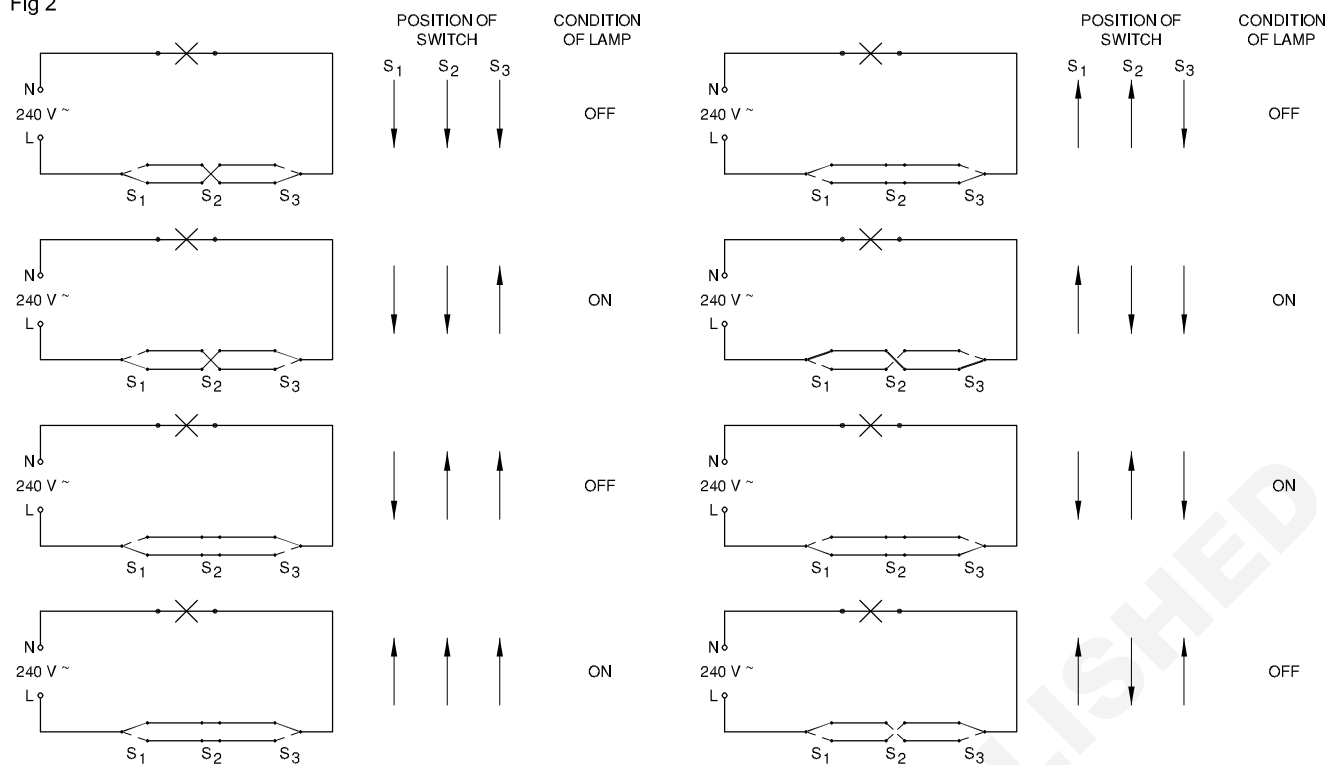 Fig 2
POSITION OF SWITCH CONDITION OF LAMP
S1 S2 S3
N
240 V ~
L
OFF
S1 S2 S3
N
240 V ~
L
ON
S1 S2 S3
N
240 V ~
L
OFF
S1 S2 S3
N
240 V ~
L
ON
S1 S2 S3
POSITION OF SWITCH CONDITION OF LAMP
S1 S2 S3
N
240 V ~
L
OFF
S1 S2 S3
N
240 V ~
L
ON
S1 S2 S3
N
240 V ~
L
ON
S1 S2 S3
N
240 V ~
L
OFF
S1 S2 S3
LISHED